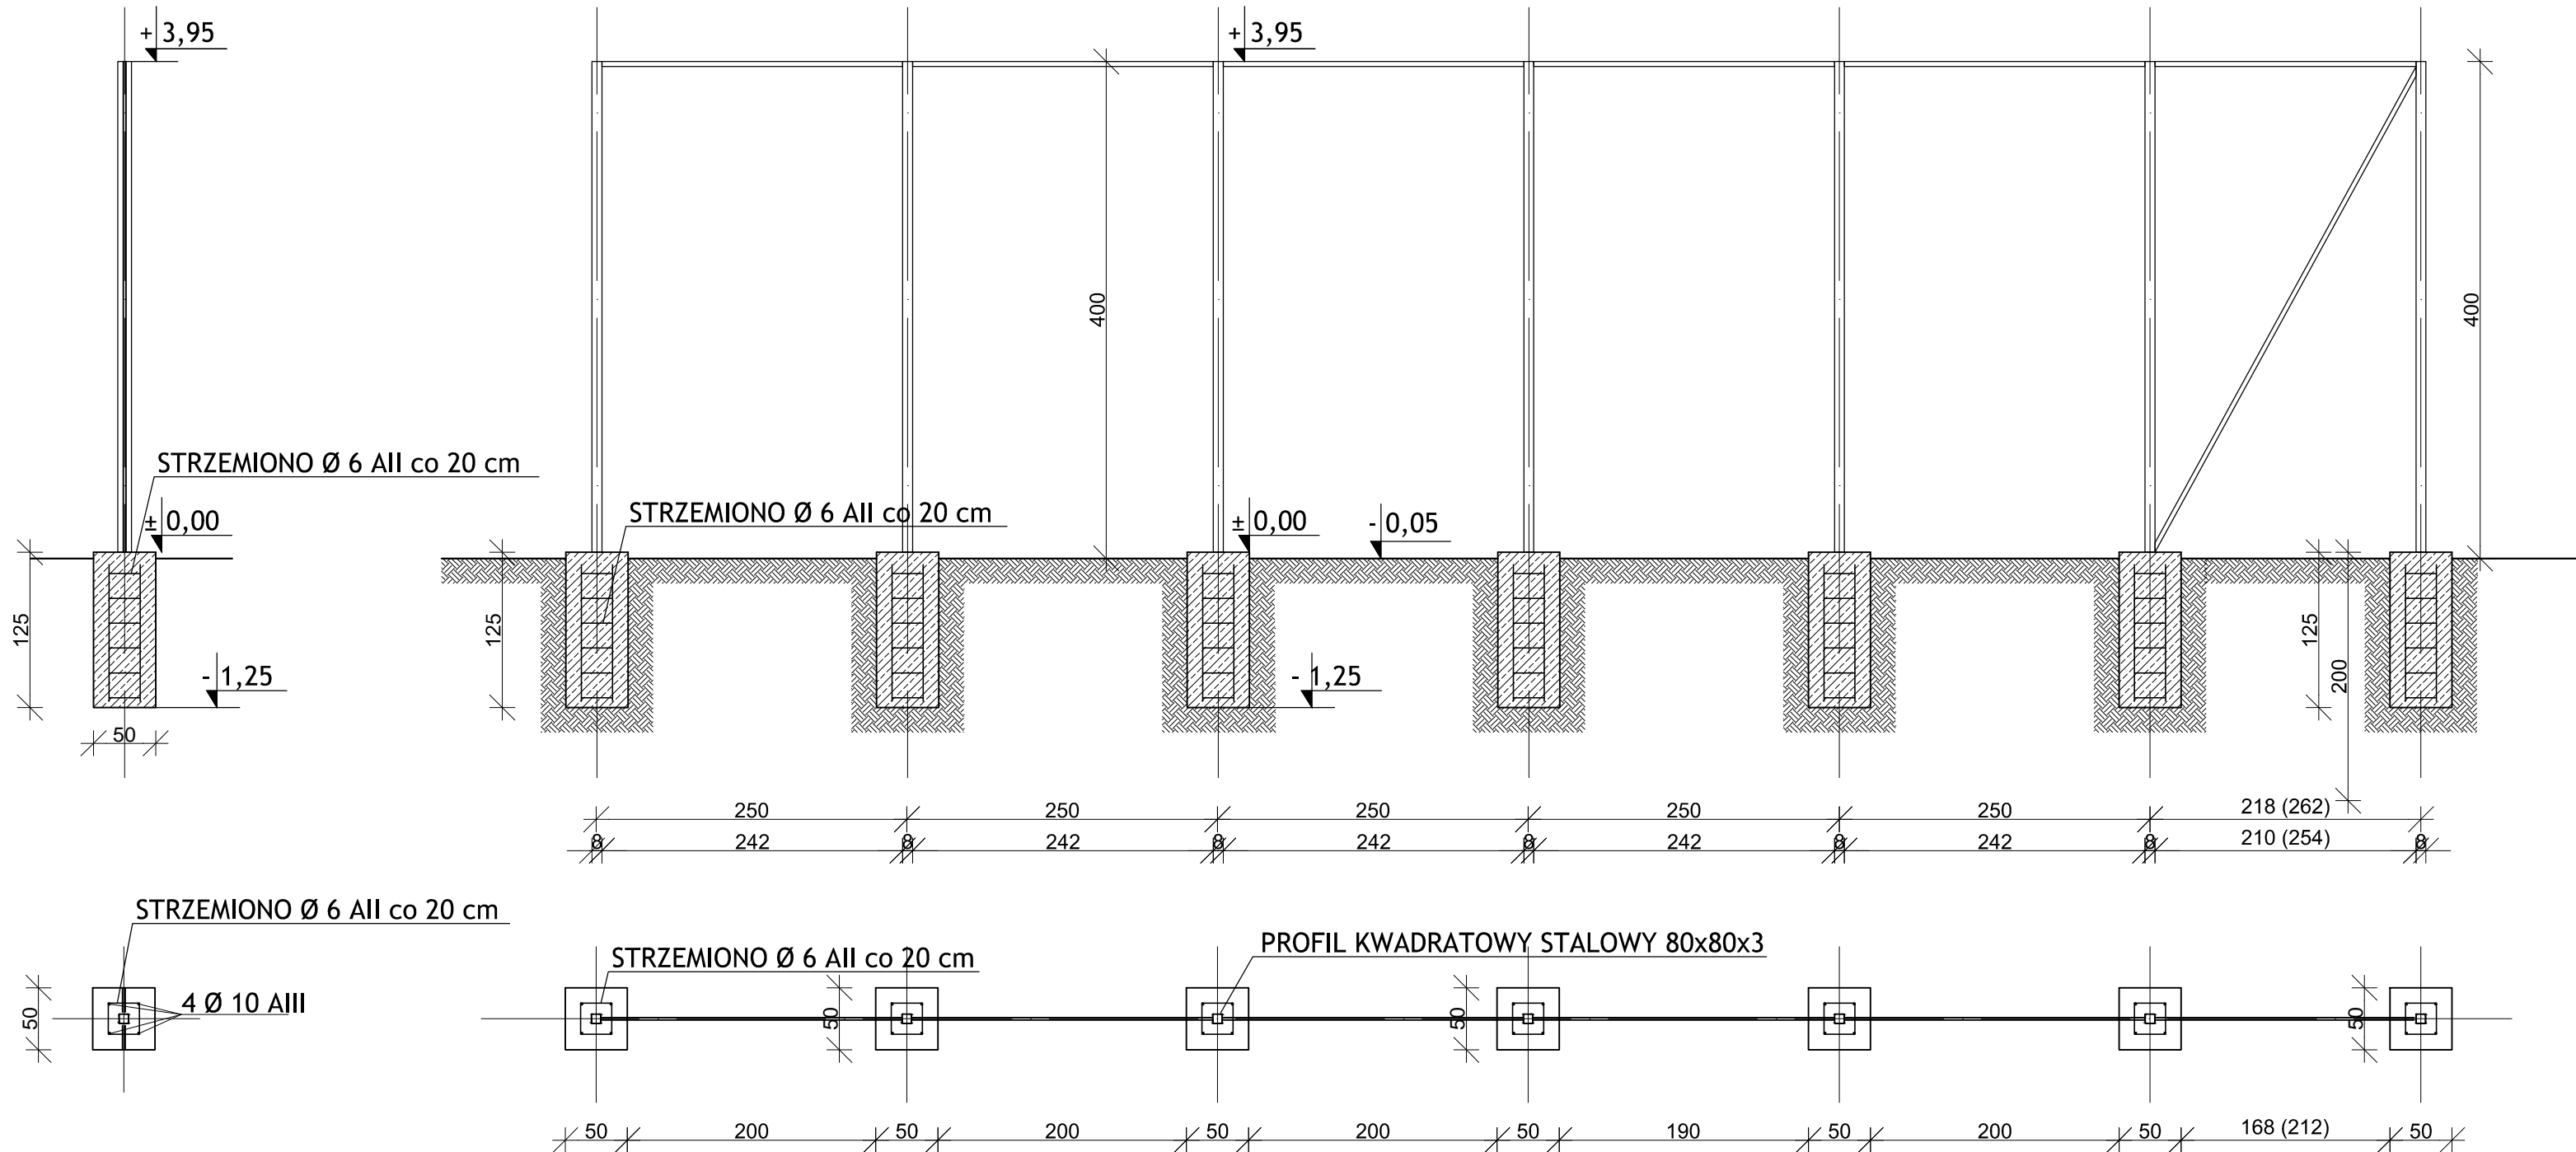 + 3,95
+ 3,95
400
400
STRZEMIONO Ø 6 AII co 20 cm
± 0,00
STRZEMIONO Ø 6 AII co 20 cm
± 0,00
- 0,05
125
125
125
200
- 1,25
- 1,25
50
250 250 250 250 250 218 (262)
8 242 8 242 8 242 8 242 8 242 8 210 (254) 8
STRZEMIONO Ø 6 AII co 20 cm
STRZEMIONO Ø 6 AII co 20 cm
PROFIL KWADRATOWY STALOWY 80x80x3
4 Ø 10 AIII
50 50 50 50
50 200 50 200 50 200 50 190 50 200 50 168 (212) 50